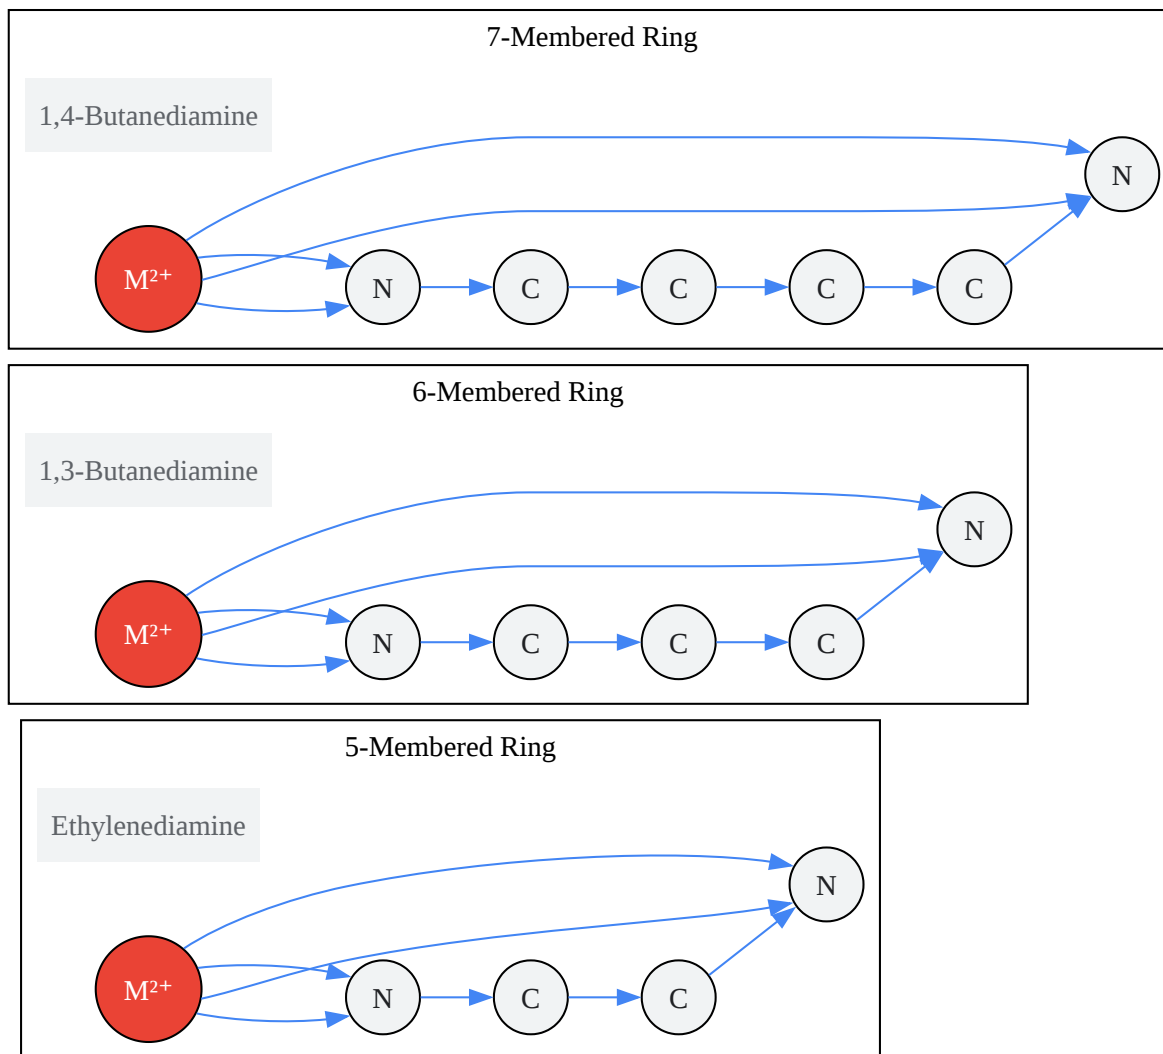 7-Membered Ring
1,4-Butanediamine
N
M²⁺
N
C
C
C
C
6-Membered Ring
1,3-Butanediamine
N
M²⁺
N
C
C
C
5-Membered Ring
Ethylenediamine
N
M²⁺
N
C
C